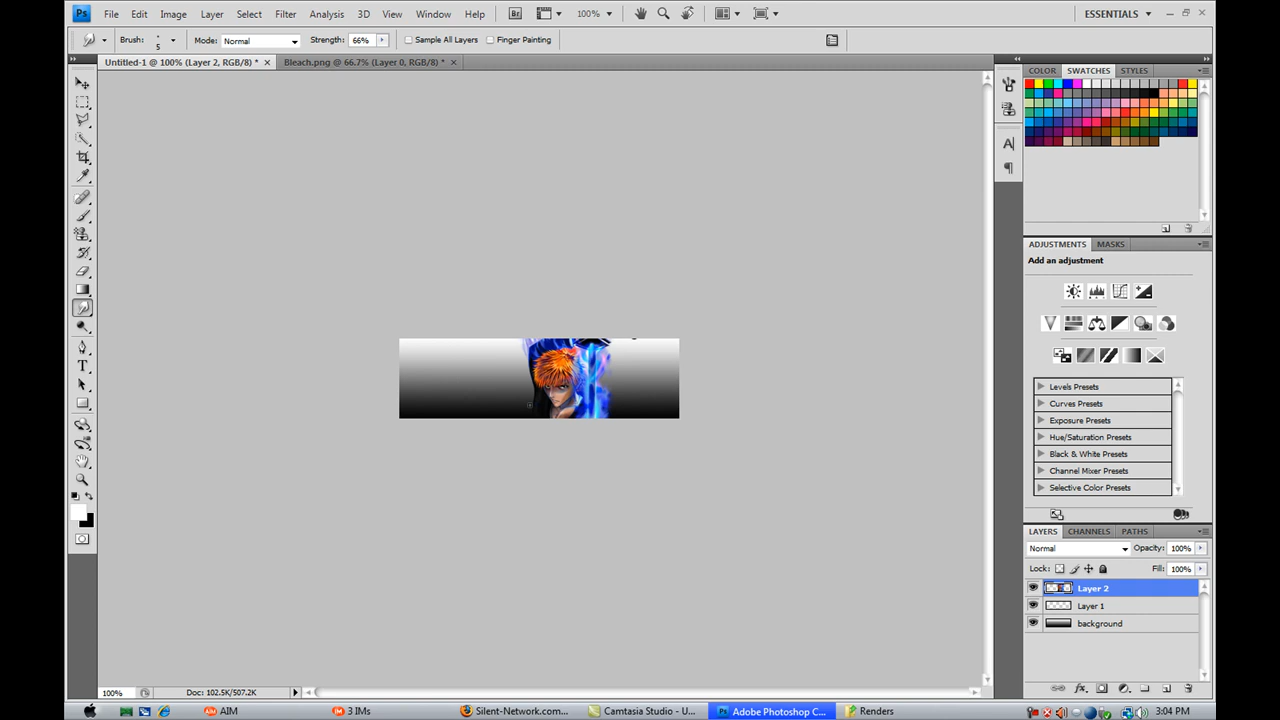 Ps File Edit Image Layer Select Filter Analysis 3D View Window Help Br 100% ESSENTIALS
Brush: 5 Mode: Normal Strength: 66% Sample All Layers Finger Painting
Untitled-1 @ 100% (Layer 2, RGB/8) * Bleach.png @ 66.7% (Layer 0, RGB/8) *
COLOR SWATCHES STYLES
ADJUSTMENTS MASKS
Add an adjustment
Levels Presets
Curves Presets
Exposure Presets
Hue/Saturation Presets
Black & White Presets
Channel Mixer Presets
Selective Color Presets
LAYERS CHANNELS PATHS
Normal Opacity: 100%
Lock: Fill: 100%
Layer 2
Layer 1
background
100% Doc: 102.5K/507.2K
AIM 3 IMs Silent-Network.com... Camtasia Studio - U... Adobe Photoshop C... Renders 3:04 PM